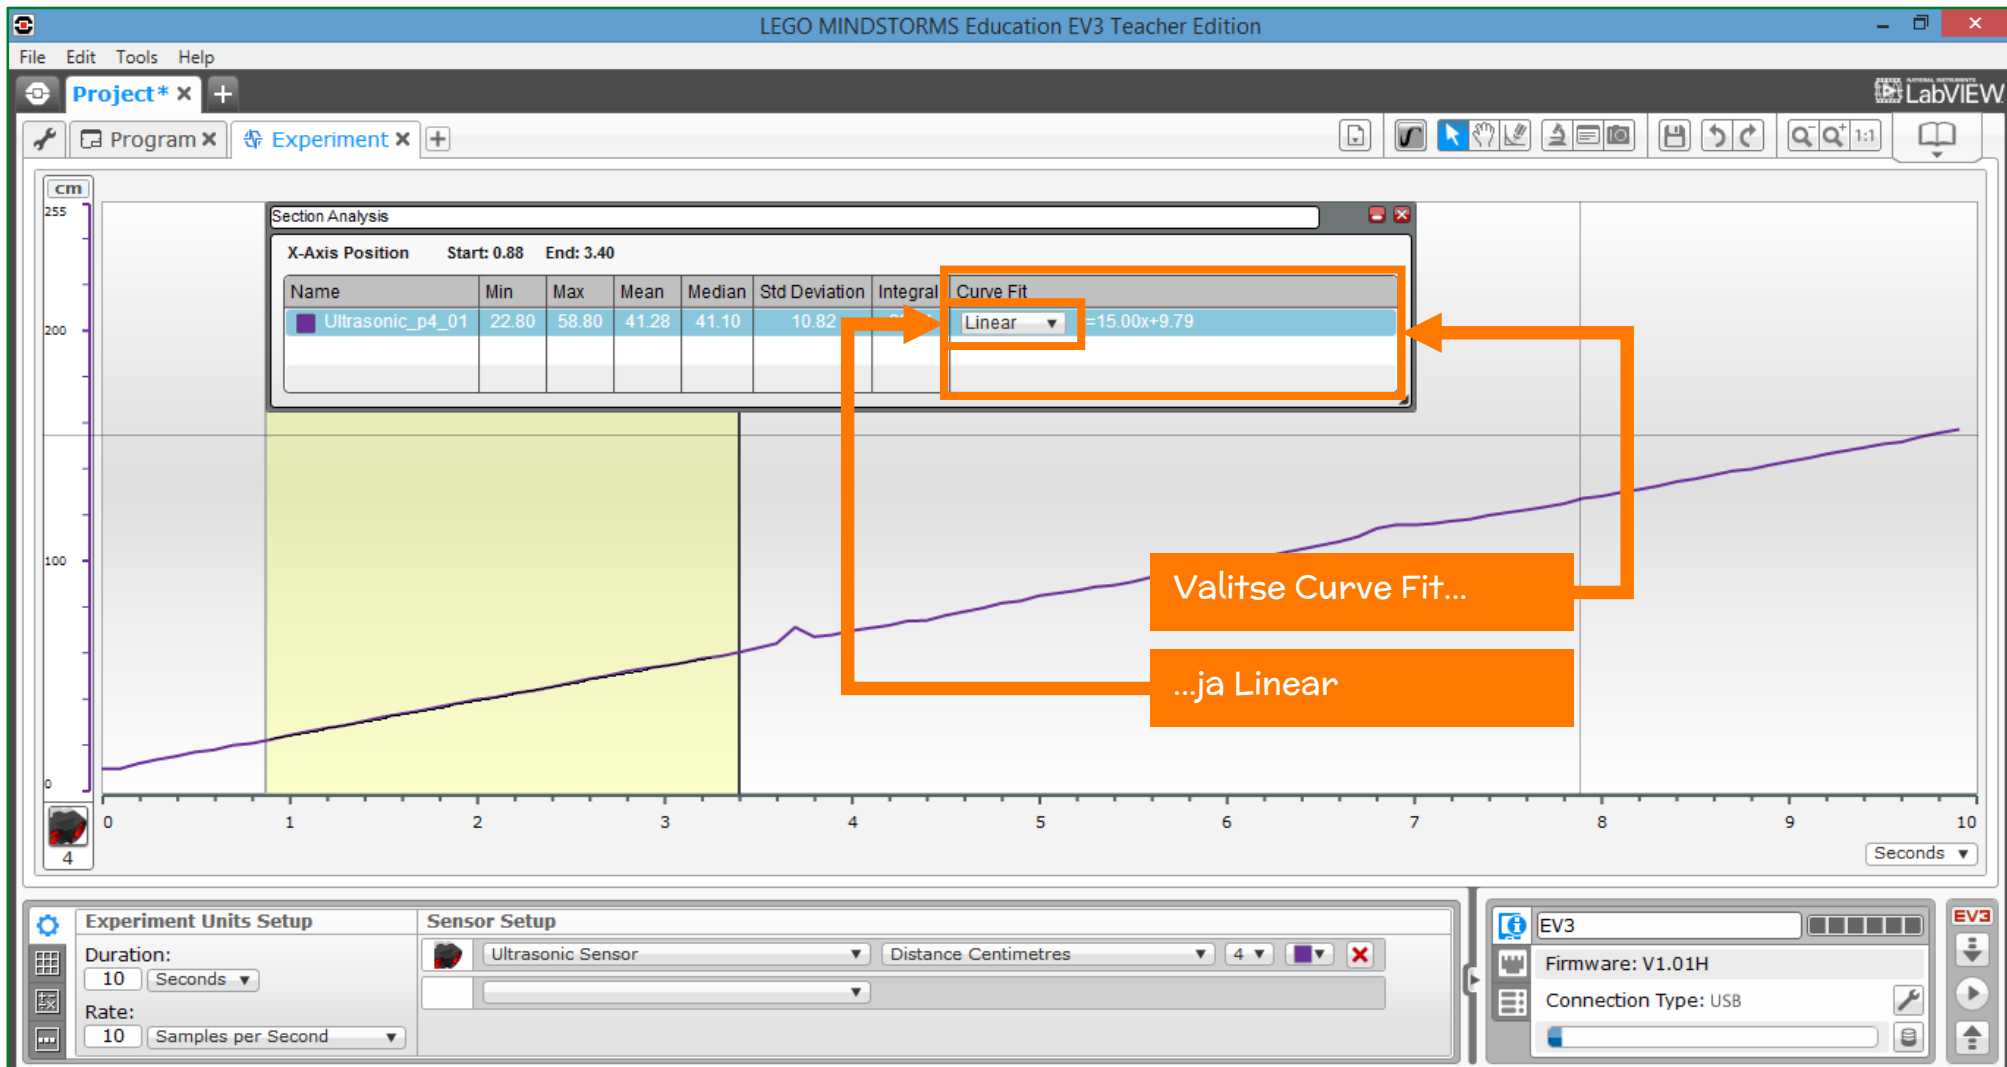 LEGO MINDSTORMS Education EV3 Teacher Edition
File Edit Tools Help
Project* +
NATIONAL INSTRUMENTS
LabVIEW
Program Experiment +
1:1
cm
255
200
100
0
Section Analysis
X-Axis Position Start: 0.88 End: 3.40
Name Min Max Mean Median Std Deviation Integral Curve Fit
Ultrasonic_p4_01 22.80 58.80 41.28 41.10 10.82 Linear =15.00x+9.79
Valitse Curve Fit...
...ja Linear
0 1 2 3 4 5 6 7 8 9 10
4
Seconds
Experiment Units Setup
Duration:
10 Seconds
Rate:
10 Samples per Second
Sensor Setup
Ultrasonic Sensor Distance Centimetres 4
EV3
Firmware: V1.01H
Connection Type: USB
EV3